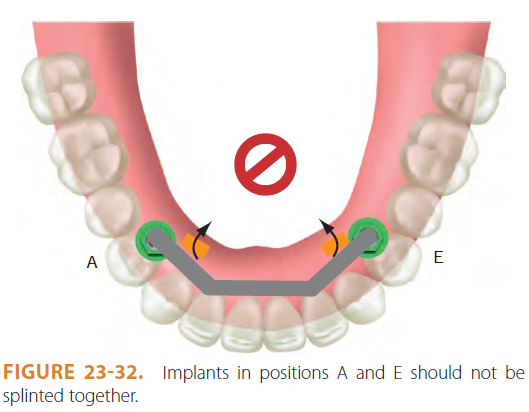 A
E
FIGURE 23-32. Implants in positions A and E should not be
splinted together.